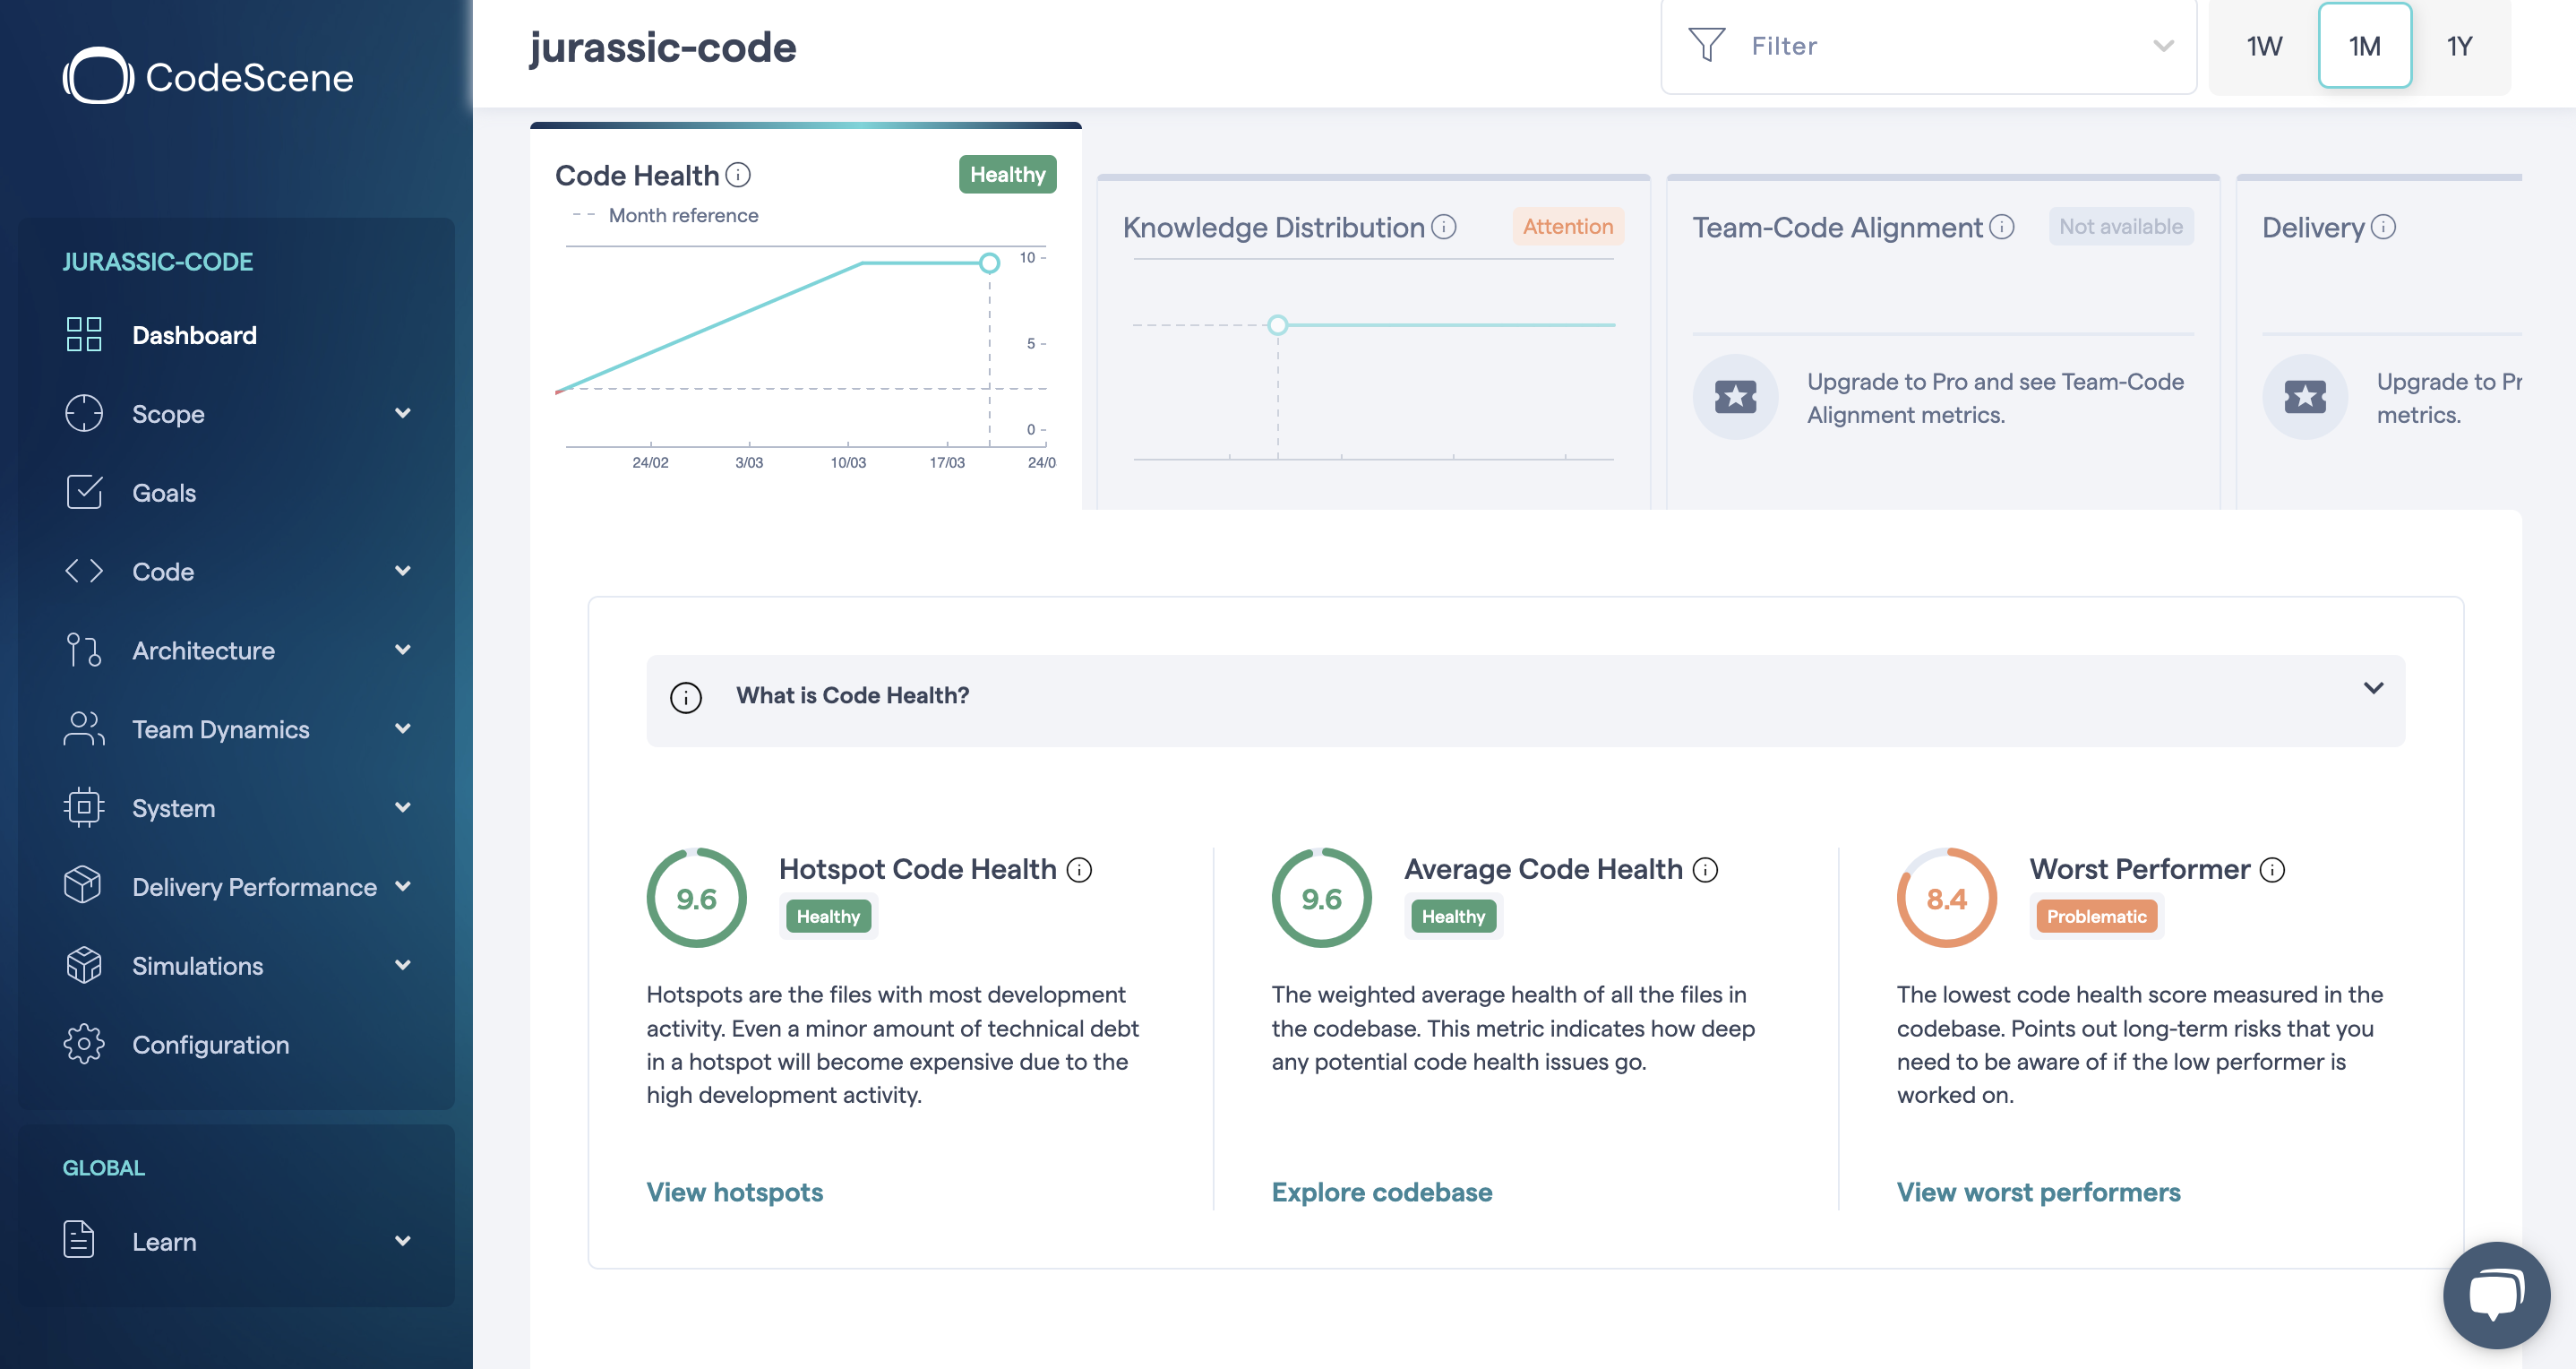 CodeScene
JURASSIC-CODE
Dashboard
Scope
Goals
Code
Architecture
Team Dynamics
System
Delivery Performance
Simulations
Configuration
GLOBAL
Learn
jurassic-code
Filter
1W
1M
1Y
Code Health
Healthy
Month reference
10
5
0
24/02
3/03
10/03
17/03
24/0
Knowledge Distribution
Attention
Team-Code Alignment
Not available
Upgrade to Pro and see Team-Code
Alignment metrics.
Delivery
Upgrade to Pr
metrics.
What is Code Health?
9.6
Hotspot Code Health
Healthy
Hotspots are the files with most development
activity. Even a minor amount of technical debt
in a hotspot will become expensive due to the
high development activity.
View hotspots
9.6
Average Code Health
Healthy
The weighted average health of all the files in
the codebase. This metric indicates how deep
any potential code health issues go.
Explore codebase
8.4
Worst Performer
Problematic
The lowest code health score measured in the
codebase. Points out long-term risks that you
need to be aware of if the low performer is
worked on.
View worst performers